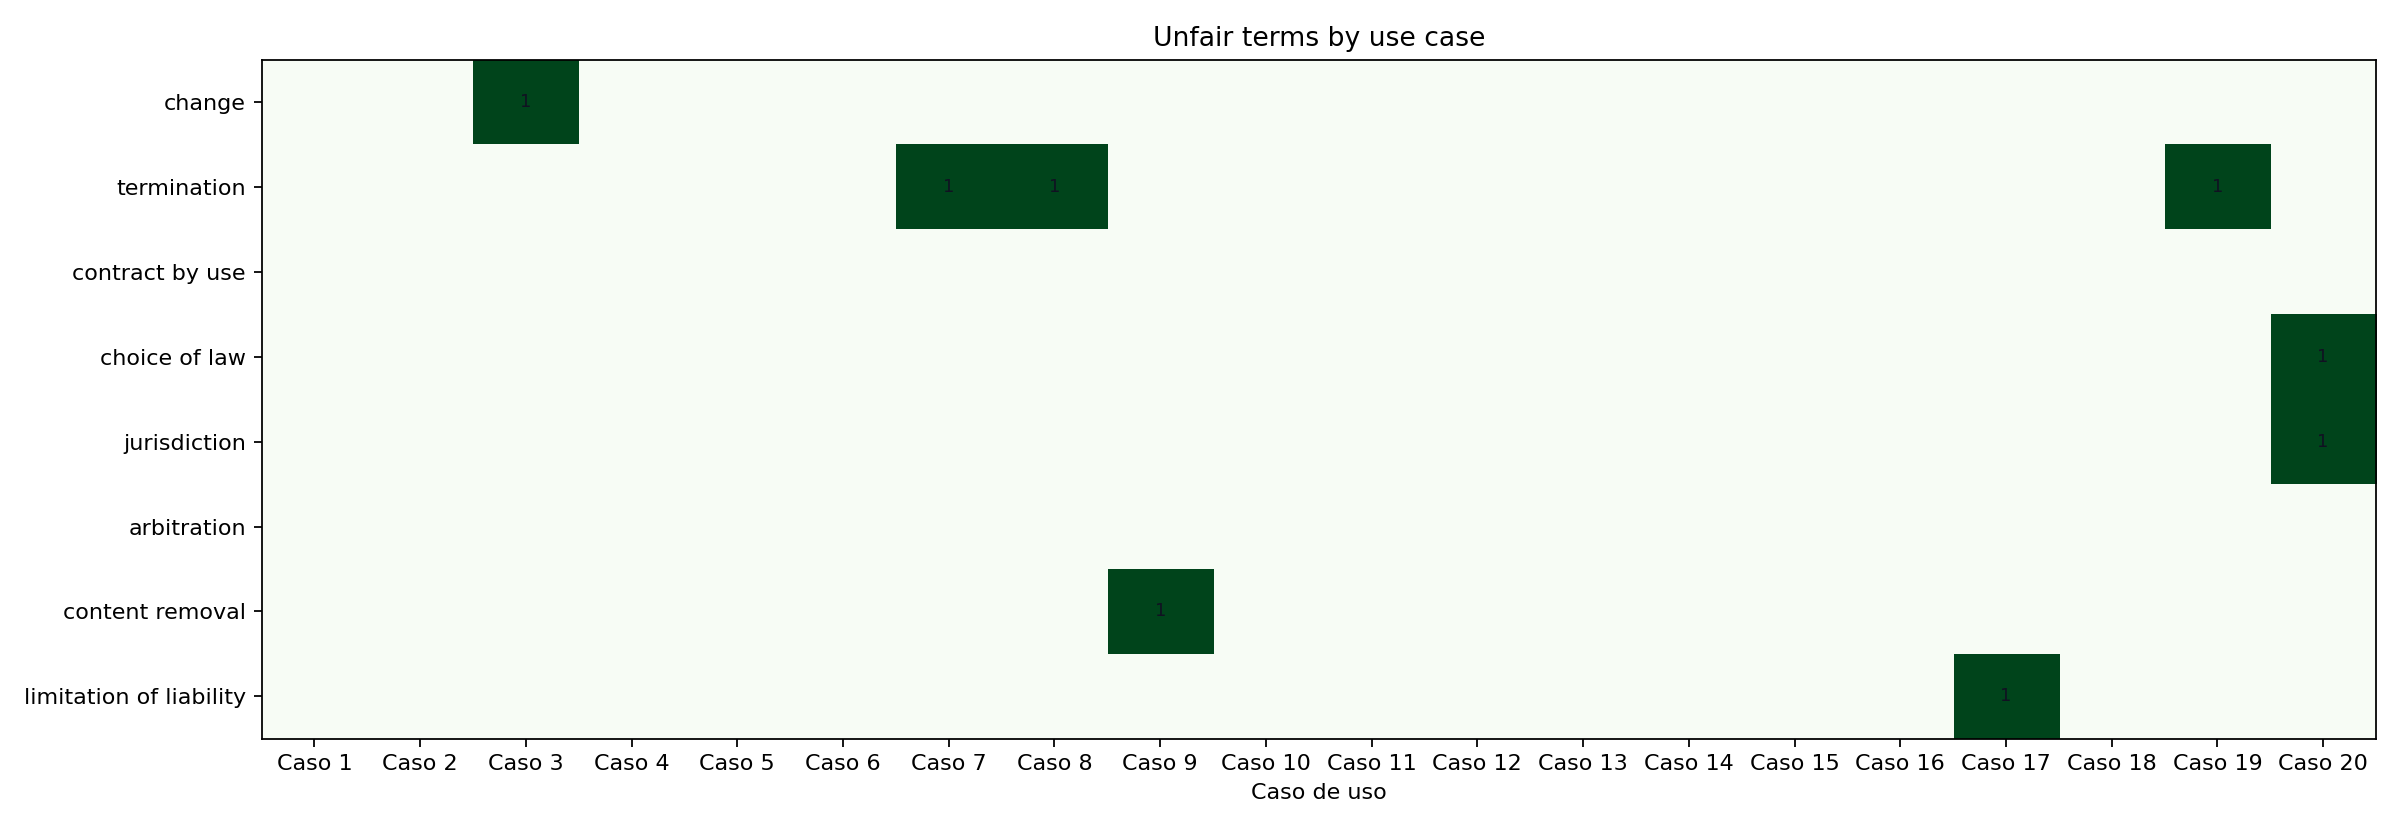 Unfair terms by use case
change
1
termination
1 1 1
contract by use
choice of law
1
jurisdiction
1
arbitration
content removal
1
limitation of liability
1
Caso 1 Caso 2 Caso 3 Caso 4 Caso 5 Caso 6 Caso 7 Caso 8 Caso 9 Caso 10 Caso 11 Caso 12 Caso 13 Caso 14 Caso 15 Caso 16 Caso 17 Caso 18 Caso 19 Caso 20
Caso de uso